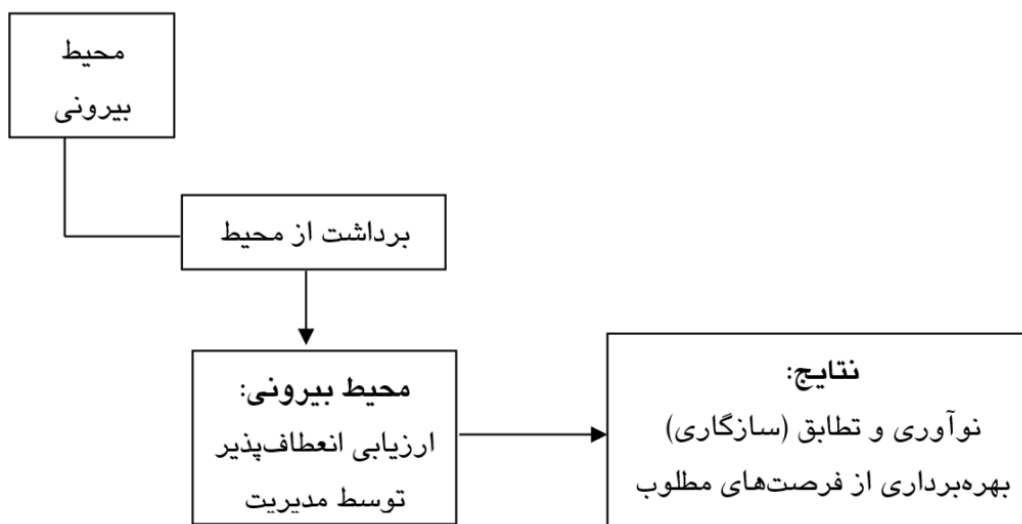 محیط
بیرونی
برداشت از محیط
محیط بیرونی:
ارزیابی انعطاف‌پذیر
توسط مدیریت
نتایج:
نوآوری و تطابق (سازگاری)
بهره‌برداری از فرصت‌های مطلوب